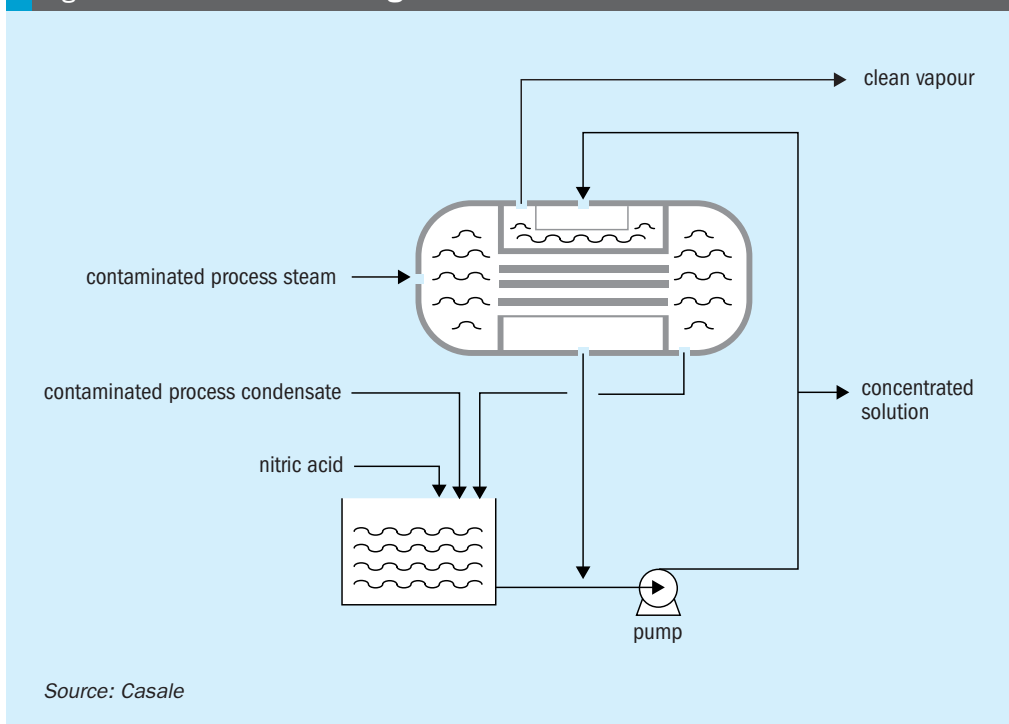 clean vapour
contaminated process steam
contaminated process condensate
concentrated
solution
nitric acid
pump
Source: Casale